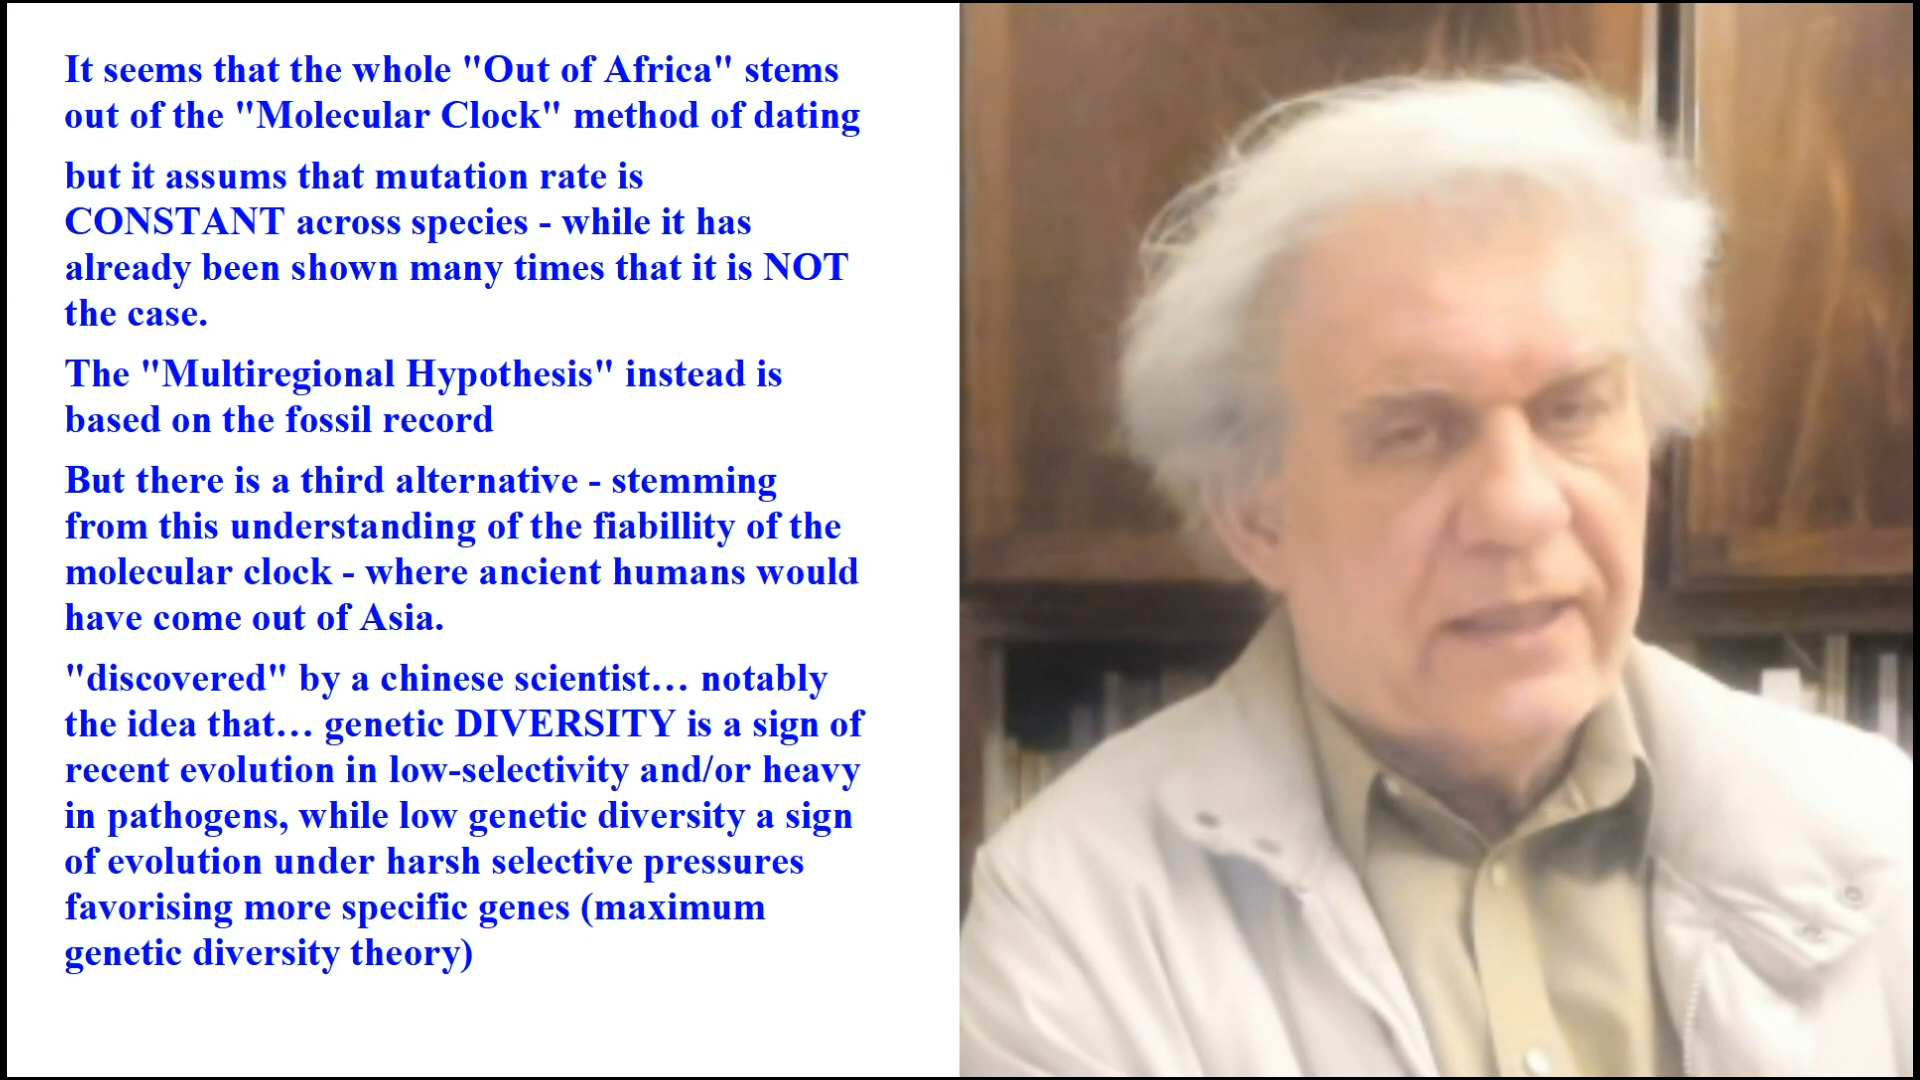 It seems that the whole "Out of Africa" stems
out of the "Molecular Clock" method of dating
but it assums that mutation rate is
CONSTANT across species - while it has
already been shown many times that it is NOT
the case.
The "Multiregional Hypothesis" instead is
based on the fossil record
But there is a third alternative - stemming
from this understanding of the fiabillity of the
molecular clock - where ancient humans would
have come out of Asia.
"discovered" by a chinese scientist… notably
the idea that… genetic DIVERSITY is a sign of
recent evolution in low-selectivity and/or heavy
in pathogens, while low genetic diversity a sign
of evolution under harsh selective pressures
favorising more specific genes (maximum
genetic diversity theory)